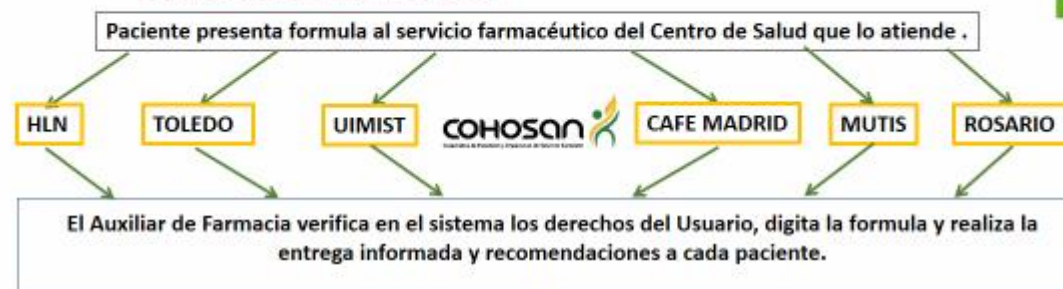 Paciente presenta formula al servicio farmacéutico del Centro de Salud que lo atiende .
HLN
TOLEDO
UIMIST
COHOSAN
CAFE MADRID
MUTIS
ROSARIO
El Auxiliar de Farmacia verifica en el sistema los derechos del Usuario, digita la formula y realiza la
entrega informada y recomendaciones a cada paciente.